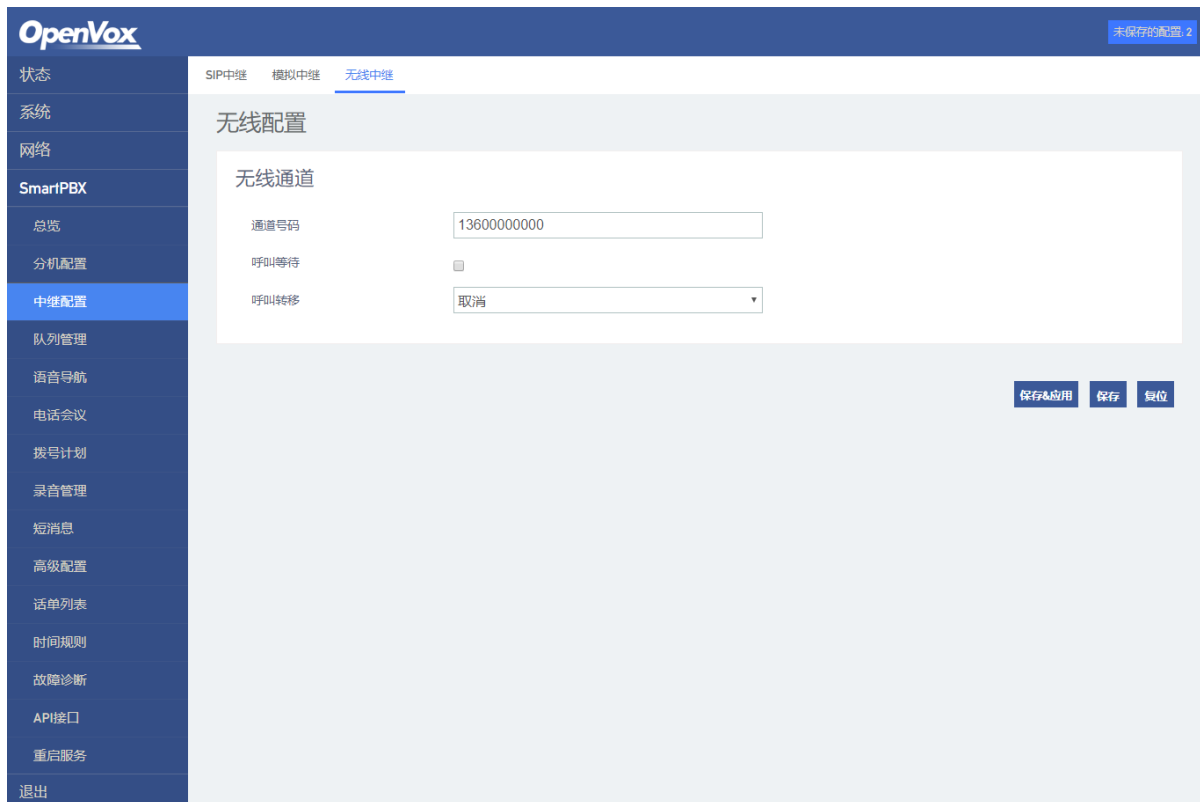 OpenVox
未保存的配置: 2
状态
系统
网络
SmartPBX
总览
分机配置
中继配置
队列管理
语音导航
电话会议
拨号计划
录音管理
短消息
高级配置
话单列表
时间规则
故障诊断
API接口
重启服务
退出
SIP中继 模拟中继 无线中继
无线配置
无线通道
通道号码 13600000000
呼叫等待
呼叫转移 取消
保存&应用 保存 复位